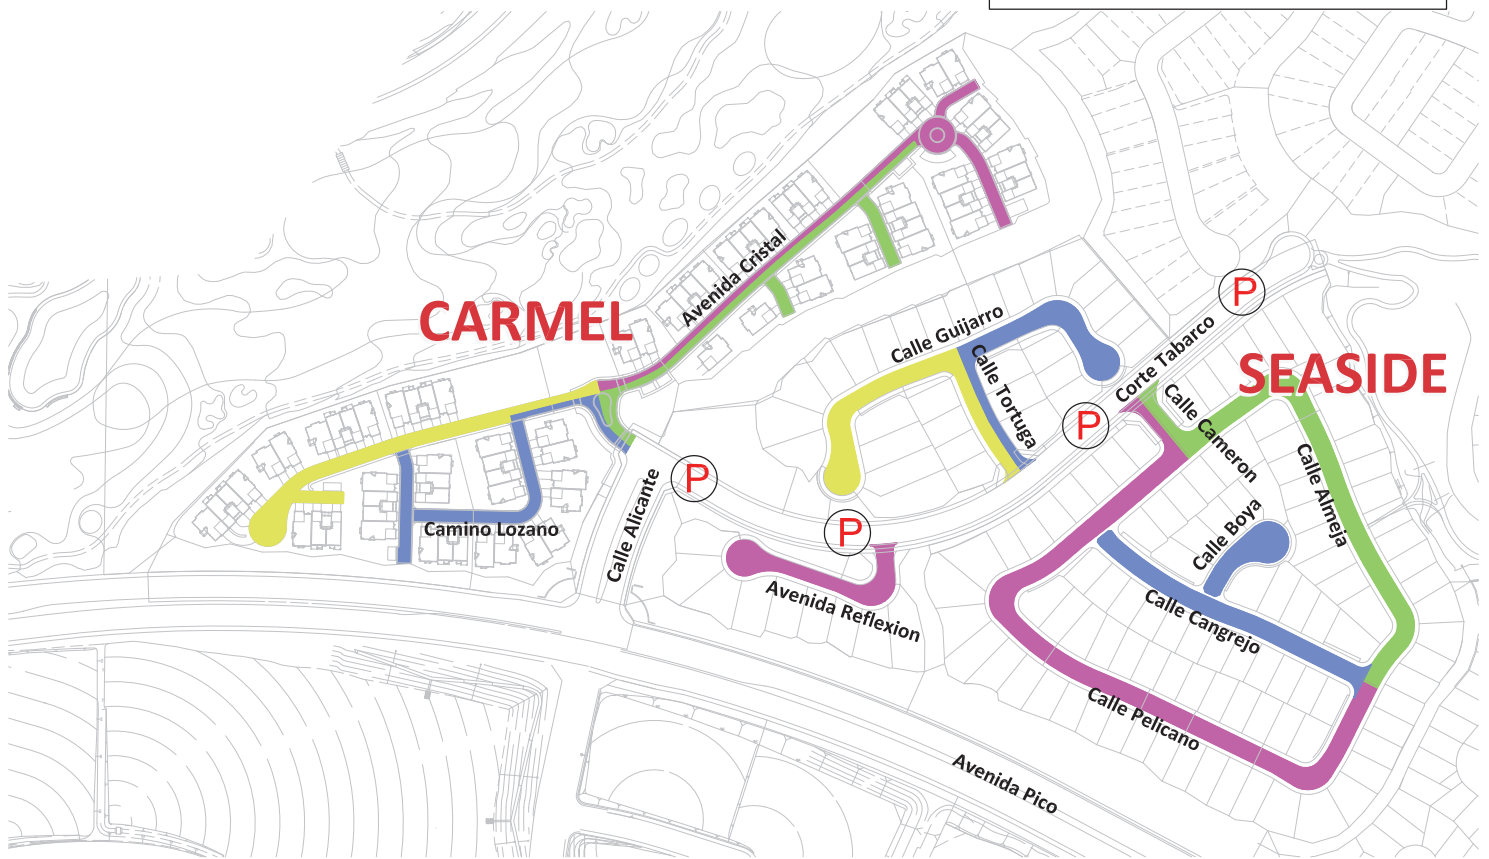 CARMEL
Avenida Cristal
Calle Guijarro
Calle Tortuga
Corte Tabarco
P
SEASIDE
P
Calle Cameron
Calle Almeja
P
Calle Alicante
Camino Lozano
P
Calle Boya
Avenida Reflexion
Calle Cangrejo
Calle Pelicano
Avenida Pico